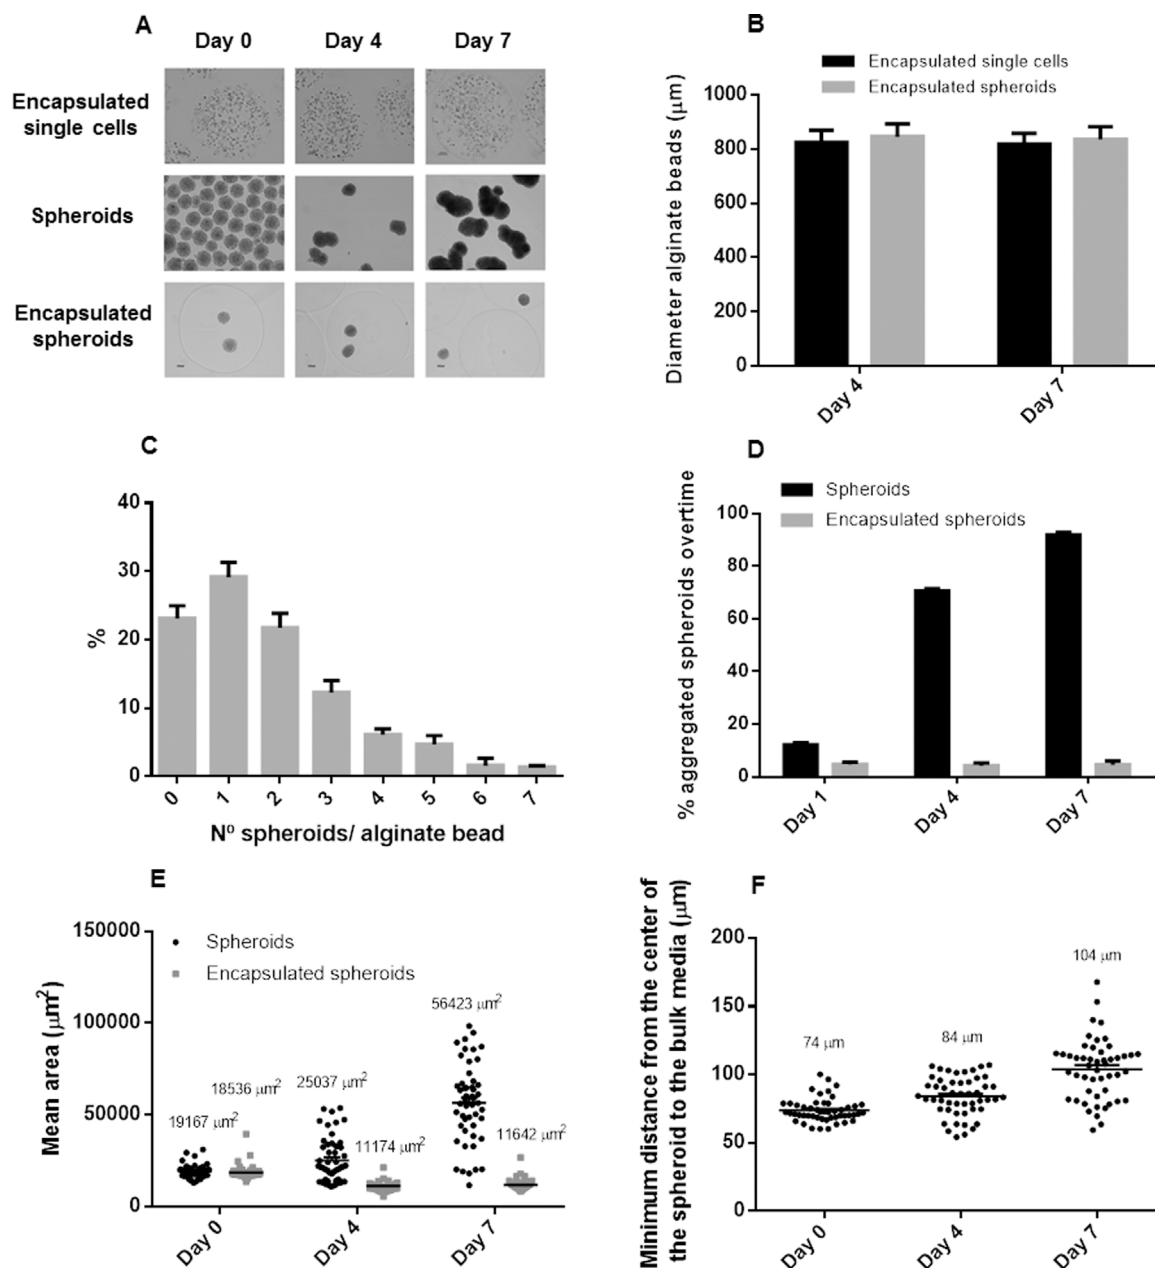 A
Day 0
Day 4
Day 7
Encapsulated
single cells
Spheroids
Encapsulated
spheroids
B
Encapsulated single cells
Encapsulated spheroids
Diameter alginate beads (µm)
1000
800
600
400
200
0
Day 4
Day 7
C
%
40
30
20
10
0
0
1
2
3
4
5
6
7
Nº spheroids/ alginate bead
D
Spheroids
Encapsulated spheroids
% aggregated spheroids overtime
100
80
60
40
20
0
Day 1
Day 4
Day 7
E
Spheroids
Encapsulated spheroids
Mean area (µm²)
150000
100000
50000
0
19167 µm²
18536 µm²
25037 µm²
11174 µm²
56423 µm²
11642 µm²
Day 0
Day 4
Day 7
F
Minimum distance from the center of
the spheroid to the bulk media (µm)
200
150
100
50
0
74 µm
84 µm
104 µm
Day 0
Day 4
Day 7